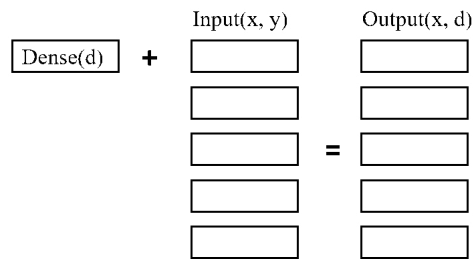 Input(x, y) Output(x, d)
Dense(d) + =